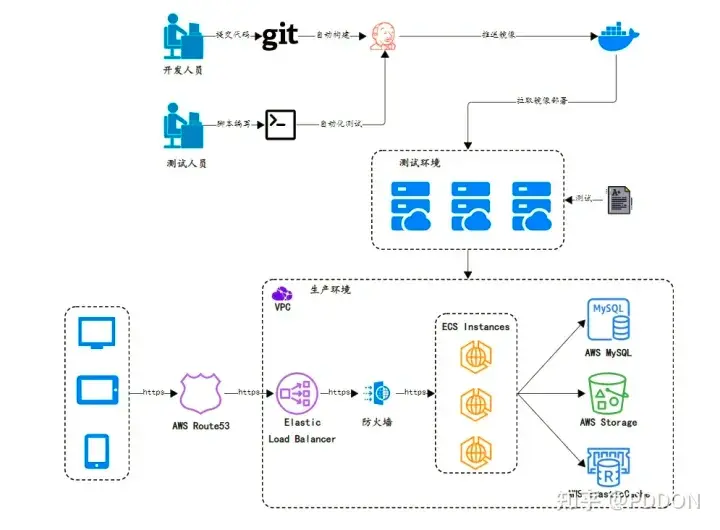 提交代码
git
自动构建
推送镜像
开发人员
拉取镜像部署
脚本编写
自动化测试
测试人员
测试环境
A+
测试
生产环境
VPC
ECS Instances
MySQL
AWS MySQL
https
https
https
https
AWS Route53
Elastic
Load Balancer
防火墙
AWS Storage
R
AWS ElasticCache
知乎 @PDDON